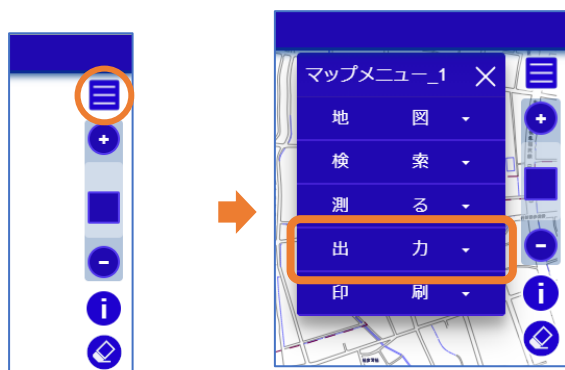 マップメニュー_1
地 図
検 索
測 る
出 力
印 刷